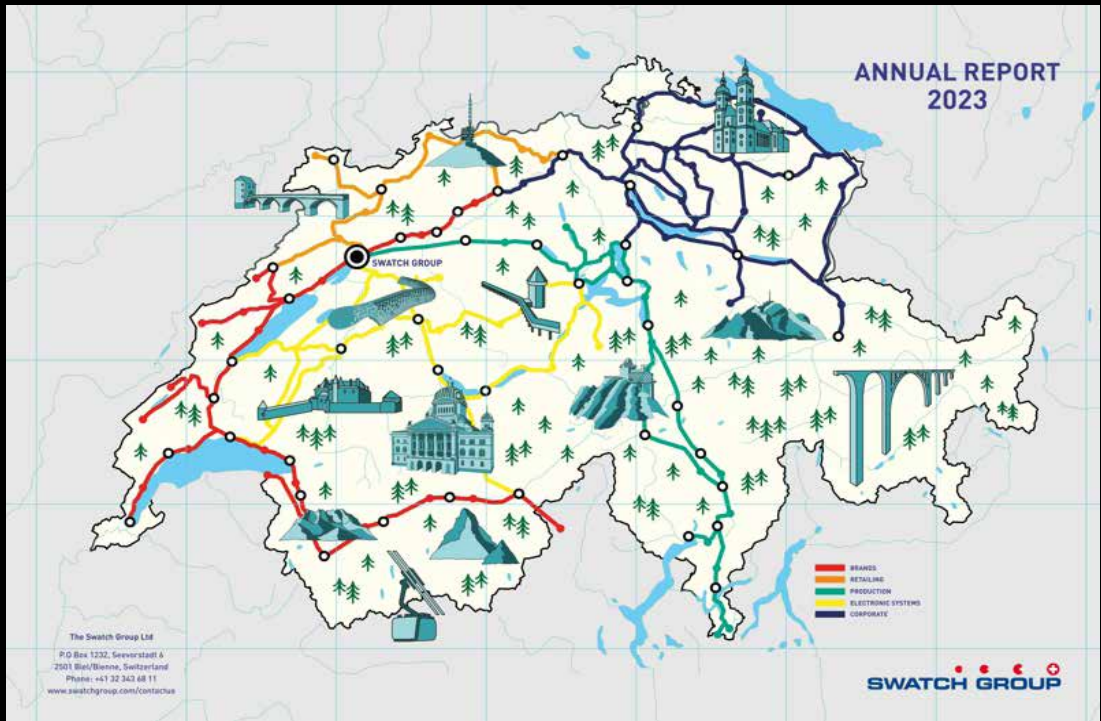 ANNUAL REPORT
2023
SWATCH GROUP
BRANDS
RETAILING
PRODUCTION
ELECTRONIC SYSTEMS
CORPORATE
The Swatch Group Ltd
P.O Box 1232, Seevorstadt 6
2501 Biel/Bienne, Switzerland
Phone: +41 32 343 68 11
www.swatchgroup.com/contactus
SWATCH GROUP